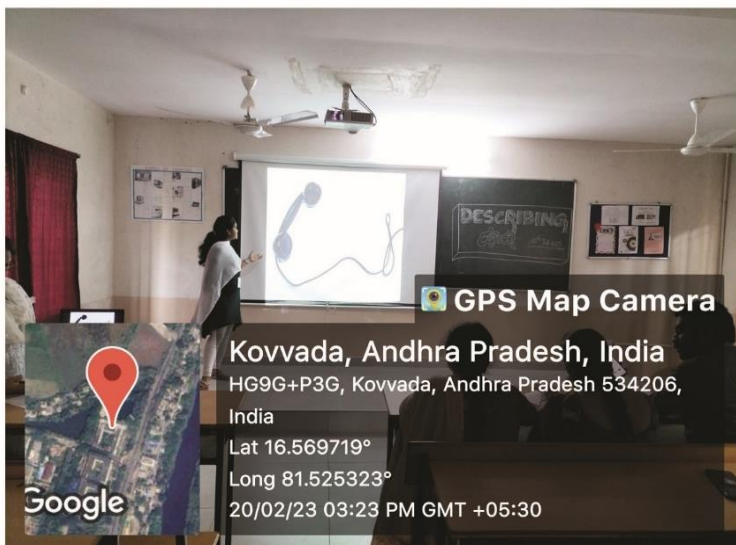 DESCRIBING
GPS Map Camera
Kovvada, Andhra Pradesh, India
HG9G+P3G, Kovvada, Andhra Pradesh 534206,
India
Lat 16.569719°
Long 81.525323°
20/02/23 03:23 PM GMT +05:30
Google